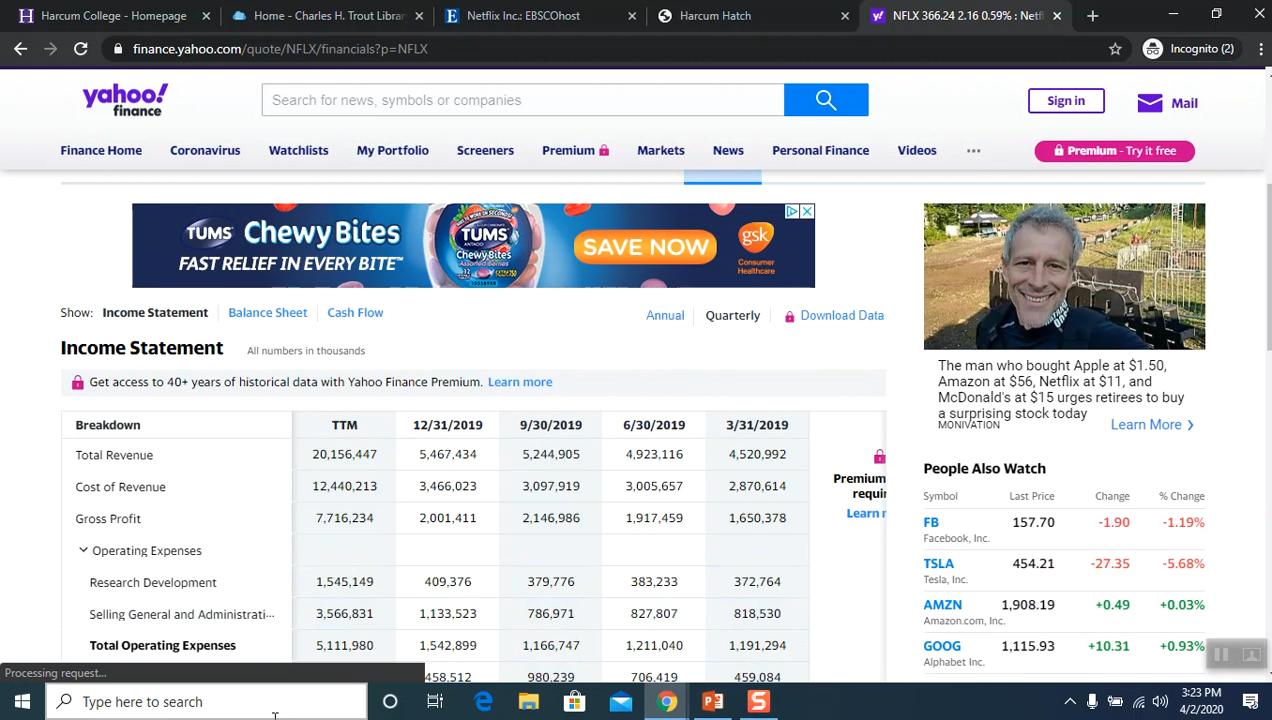 Harcum College - Homepage
Home - Charles H. Trout Librar
Netflix Inc.: EBSCOhost
Harcum Hatch
NFLX 366.24 2.16 0.59% : Netf
finance.yahoo.com/quote/NFLX/financials?p=NFLX
Incognito (2)
yahoo! finance
Search for news, symbols or companies
Sign in
Mail
Finance Home Coronavirus Watchlists My Portfolio Screeners Premium Markets News Personal Finance Videos ... Premium - Try it free
TUMS Chewy Bites
FAST RELIEF IN EVERY BITE™
TUMS
Chewy Bites
SAVE NOW
gsk
Consumer
Healthcare
Show: Income Statement Balance Sheet Cash Flow
Annual Quarterly Download Data
Income Statement All numbers in thousands
Get access to 40+ years of historical data with Yahoo Finance Premium. Learn more
Breakdown TTM 12/31/2019 9/30/2019 6/30/2019 3/31/2019
Total Revenue 20,156,447 5,467,434 5,244,905 4,923,116 4,520,992
Cost of Revenue 12,440,213 3,466,023 3,097,919 3,005,657 2,870,614
Gross Profit 7,716,234 2,001,411 2,146,986 1,917,459 1,650,378
Operating Expenses
Research Development 1,545,149 409,376 379,776 383,233 372,764
Selling General and Administrati... 3,566,831 1,133,523 786,971 827,807 818,530
Total Operating Expenses 5,111,980 1,542,899 1,166,747 1,211,040 1,191,294
458,512 980,239 706,419 459,084
Premium
requir
Learn r
The man who bought Apple at $1.50,
Amazon at $56, Netflix at $11, and
McDonald's at $15 urges retirees to buy
a surprising stock today
MONIVATION
Learn More
People Also Watch
Symbol Last Price Change % Change
FB 157.70 -1.90 -1.19%
Facebook, Inc.
TSLA 454.21 -27.35 -5.68%
Tesla, Inc.
AMZN 1,908.19 +0.49 +0.03%
Amazon.com, Inc.
GOOG 1,115.93 +10.31 +0.93%
Alphabet Inc.
Processing request...
Type here to search
3:23 PM
4/2/2020